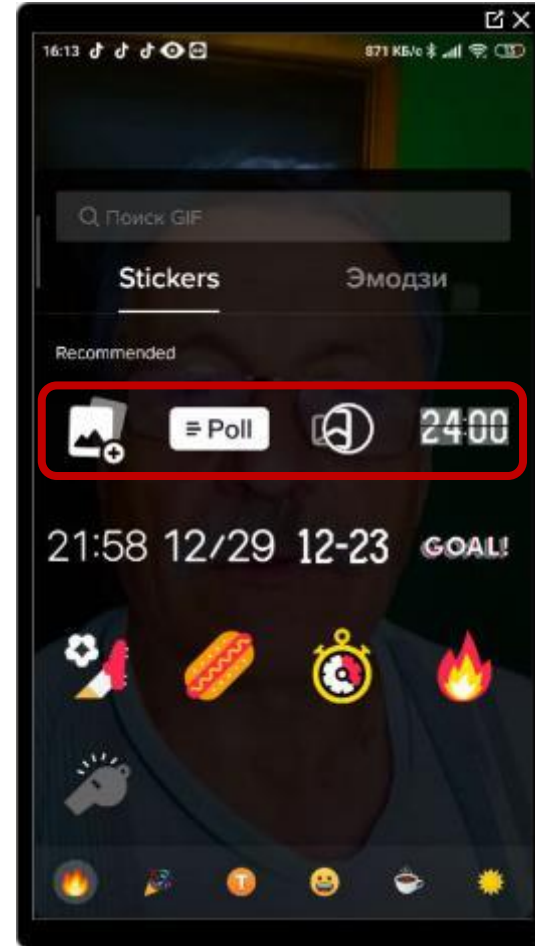 16:13 871 КБ/с
Поиск GIF
Stickers Эмодзи
Recommended
Poll 24:00
21:58 12/29 12-23 GOAL!
T